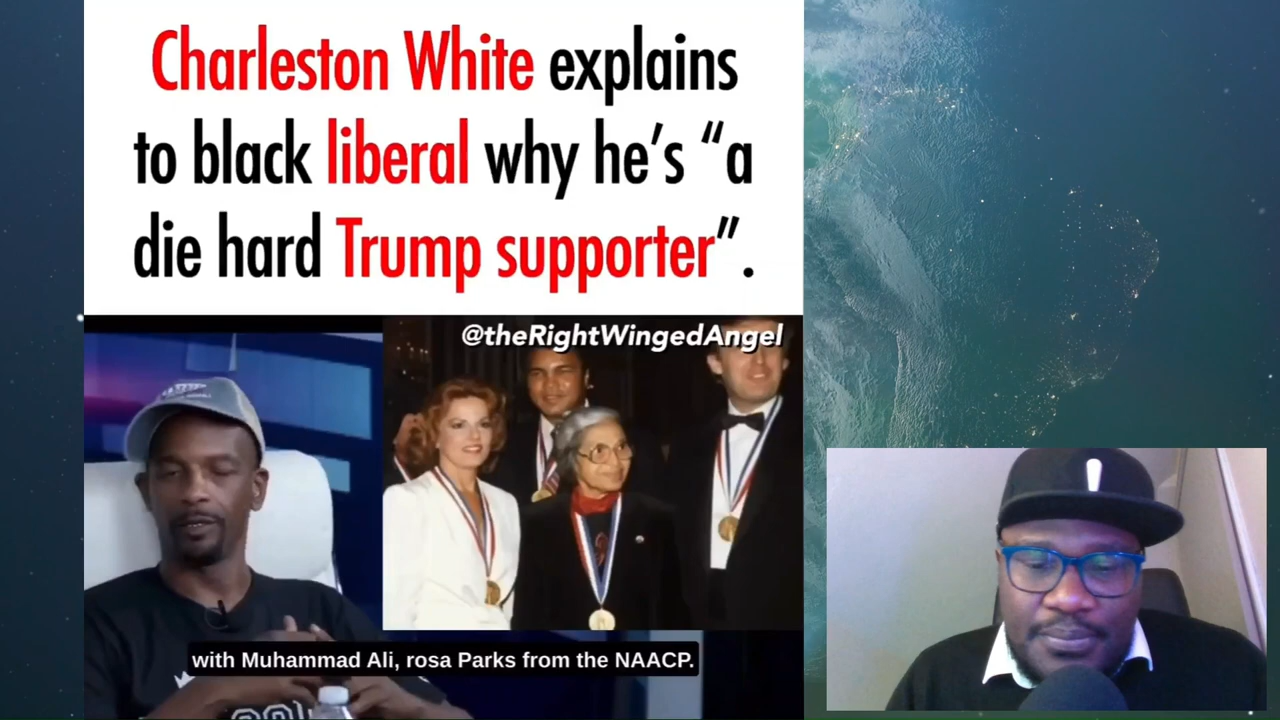 Charleston White explains
to black liberal why he's “a
die hard Trump supporter”.
@theRightWingedAngel
with Muhammad Ali, rosa Parks from the NAACP.